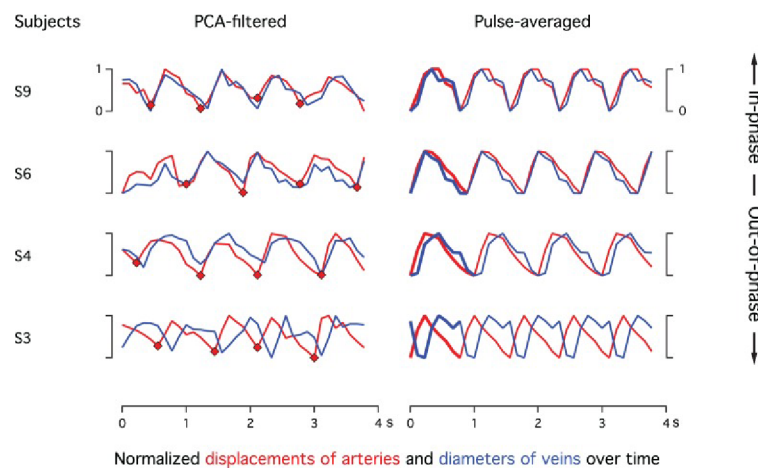 Subjects PCA-filtered Pulse-averaged
S9 1 0 1 0
S6
S4
S3
In-phase — Out-of-phase
0 1 2 3 4 s 0 1 2 3 4 s
Normalized displacements of arteries and diameters of veins over time